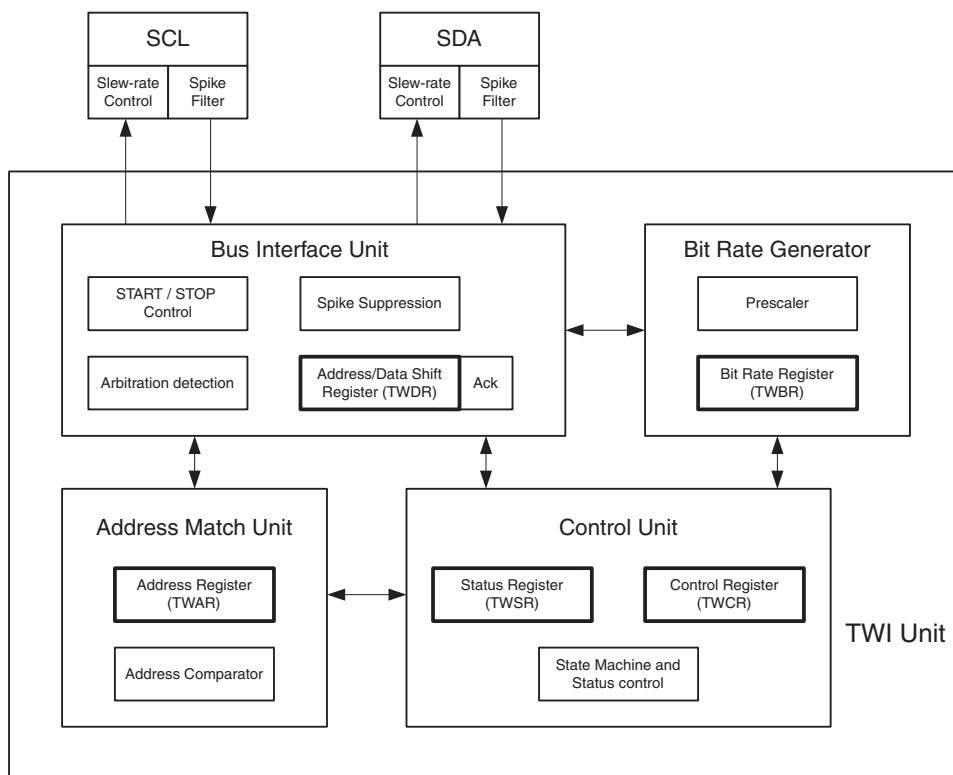 SCL
SDA
Slew-rate
Control
Spike
Filter
Slew-rate
Control
Spike
Filter
Bus Interface Unit
Bit Rate Generator
START / STOP
Control
Spike Suppression
Prescaler
Arbitration detection
Address/Data Shift
Register (TWDR)
Ack
Bit Rate Register
(TWBR)
Address Match Unit
Control Unit
Address Register
(TWAR)
Status Register
(TWSR)
Control Register
(TWCR)
TWI Unit
Address Comparator
State Machine and
Status control